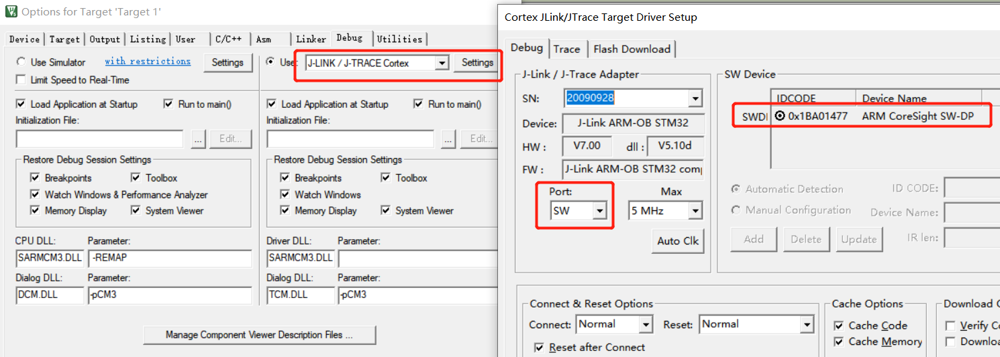 Options for Target 'Target 1'
Device Target Output Listing User C/C++ Asm Linker Debug Utilities
Use Simulator with restrictions Settings
Limit Speed to Real-Time
Use: J-LINK / J-TRACE Cortex Settings
Load Application at Startup Run to main()
Initialization File:
... Edit...
Load Application at Startup Run to main()
Initialization File:
... Edit...
Restore Debug Session Settings
Breakpoints Toolbox
Watch Windows & Performance Analyzer
Memory Display System Viewer
Restore Debug Session Settings
Breakpoints Toolbox
Watch Windows
Memory Display System Viewer
CPU DLL: Parameter:
SARMCM3.DLL -REMAP
Dialog DLL: Parameter:
DCM.DLL -pCM3
Driver DLL: Parameter:
SARMCM3.DLL
Dialog DLL: Parameter:
TCM.DLL -pCM3
Manage Component Viewer Description Files ...
Cortex JLink/JTrace Target Driver Setup
Debug Trace Flash Download
J-Link / J-Trace Adapter
SN: 20090928
Device: J-Link ARM-OB STM32
HW : V7.00 dll : V5.10d
FW : J-Link ARM-OB STM32 comp
Port: Max
SW 5 MHz
Auto Clk
SW Device
IDCODE Device Name
SWDI 0x1BA01477 ARM CoreSight SW-DP
Automatic Detection ID CODE:
Manual Configuration Device Name:
Add Delete Update IR len:
Connect & Reset Options
Connect: Normal Reset: Normal
Reset after Connect
Cache Options
Cache Code
Cache Memory
Download O
Verify Co
Downloa